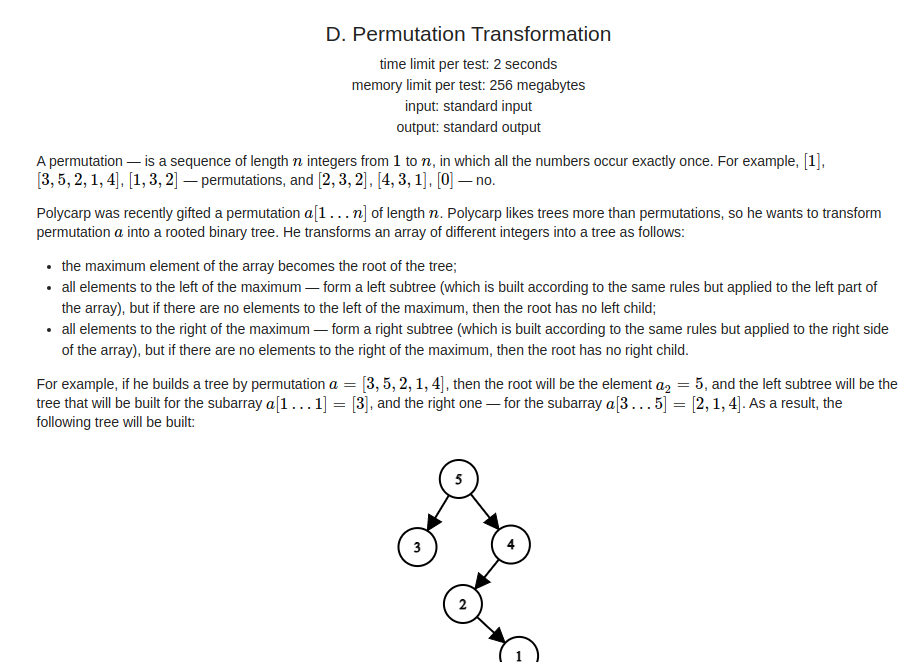 D. Permutation Transformation
time limit per test: 2 seconds
memory limit per test: 256 megabytes
input: standard input
output: standard output
A permutation — is a sequence of length n integers from 1 to n, in which all the numbers occur exactly once. For example, [1],
[3, 5, 2, 1, 4], [1, 3, 2] — permutations, and [2, 3, 2], [4, 3, 1], [0] — no.
Polycarp was recently gifted a permutation a[1 . . . n] of length n. Polycarp likes trees more than permutations, so he wants to transform
permutation a into a rooted binary tree. He transforms an array of different integers into a tree as follows:
• the maximum element of the array becomes the root of the tree;
• all elements to the left of the maximum — form a left subtree (which is built according to the same rules but applied to the left part of
the array), but if there are no elements to the left of the maximum, then the root has no left child;
• all elements to the right of the maximum — form a right subtree (which is built according to the same rules but applied to the right side
of the array), but if there are no elements to the right of the maximum, then the root has no right child.
For example, if he builds a tree by permutation a = [3, 5, 2, 1, 4], then the root will be the element a₂ = 5, and the left subtree will be the
tree that will be built for the subarray a[1 . . . 1] = [3], and the right one — for the subarray a[3 . . . 5] = [2, 1, 4]. As a result, the
following tree will be built:
5
3 4
2
1